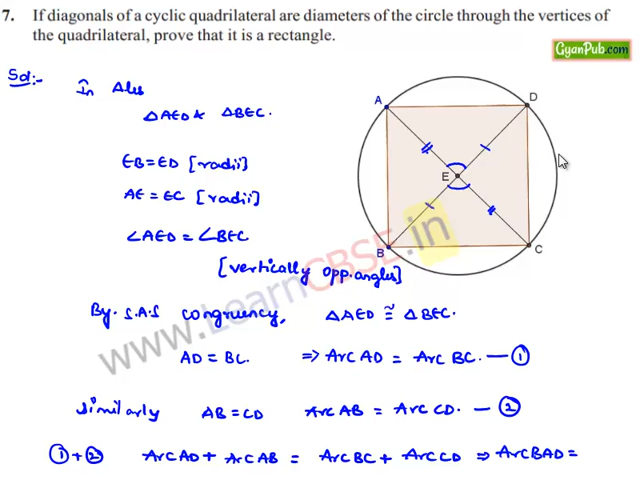 7. If diagonals of a cyclic quadrilateral are diameters of the circle through the vertices of
the quadrilateral, prove that it is a rectangle.
GyanPub.com
Sol:-
In Δles
ΔAED & ΔBEC.
EB = ED [radii]
AE = EC [radii]
∠AED = ∠BEC
[vertically opp. angles]
By S.A.S congruency, ΔAED ≅ ΔBEC.
AD = BC. ⇒ Arc AD = Arc BC. — ①
Similarly AB = CD Arc AB = Arc CD. — ②
① + ② Arc AD + Arc AB = Arc BC + Arc CD ⇒ Arc BAD =
A
D
E
B
C
www.LearnCBSE.in